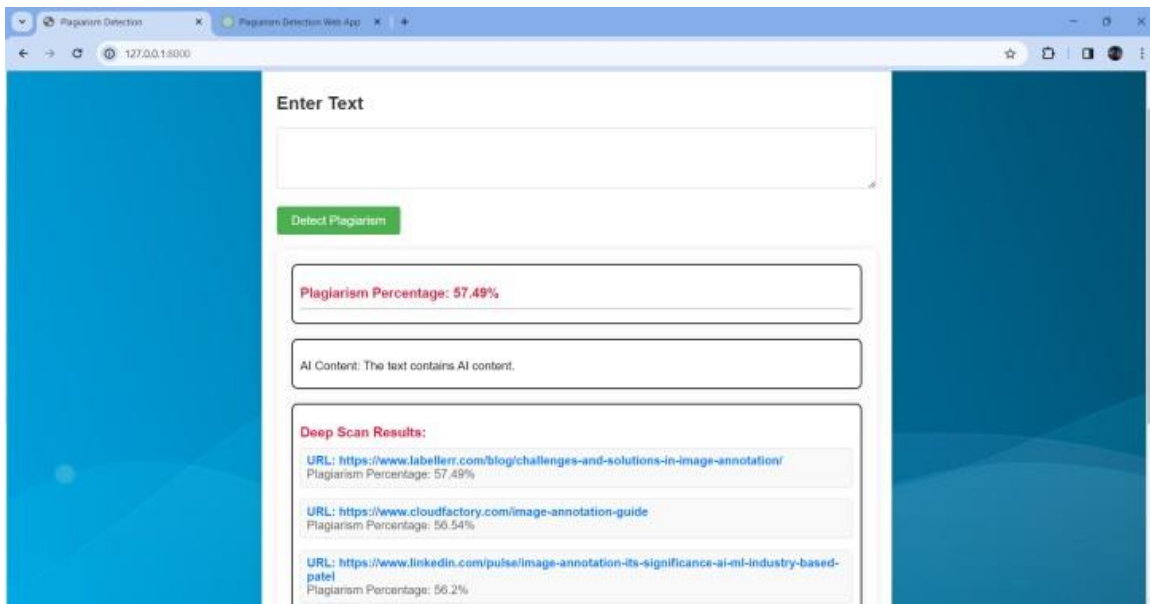 Plagiarism Detection
Plagiarism Detection Web App
127.0.0.1:8000
Enter Text
Detect Plagiarism
Plagiarism Percentage: 57.49%
AI Content: The text contains AI content.
Deep Scan Results:
URL: https://www.labellerr.com/blog/challenges-and-solutions-in-image-annotation/
Plagiarism Percentage: 57.49%
URL: https://www.cloudfactory.com/image-annotation-guide
Plagiarism Percentage: 56.54%
URL: https://www.linkedin.com/pulse/image-annotation-its-significance-ai-ml-industry-based-
patel
Plagiarism Percentage: 56.2%